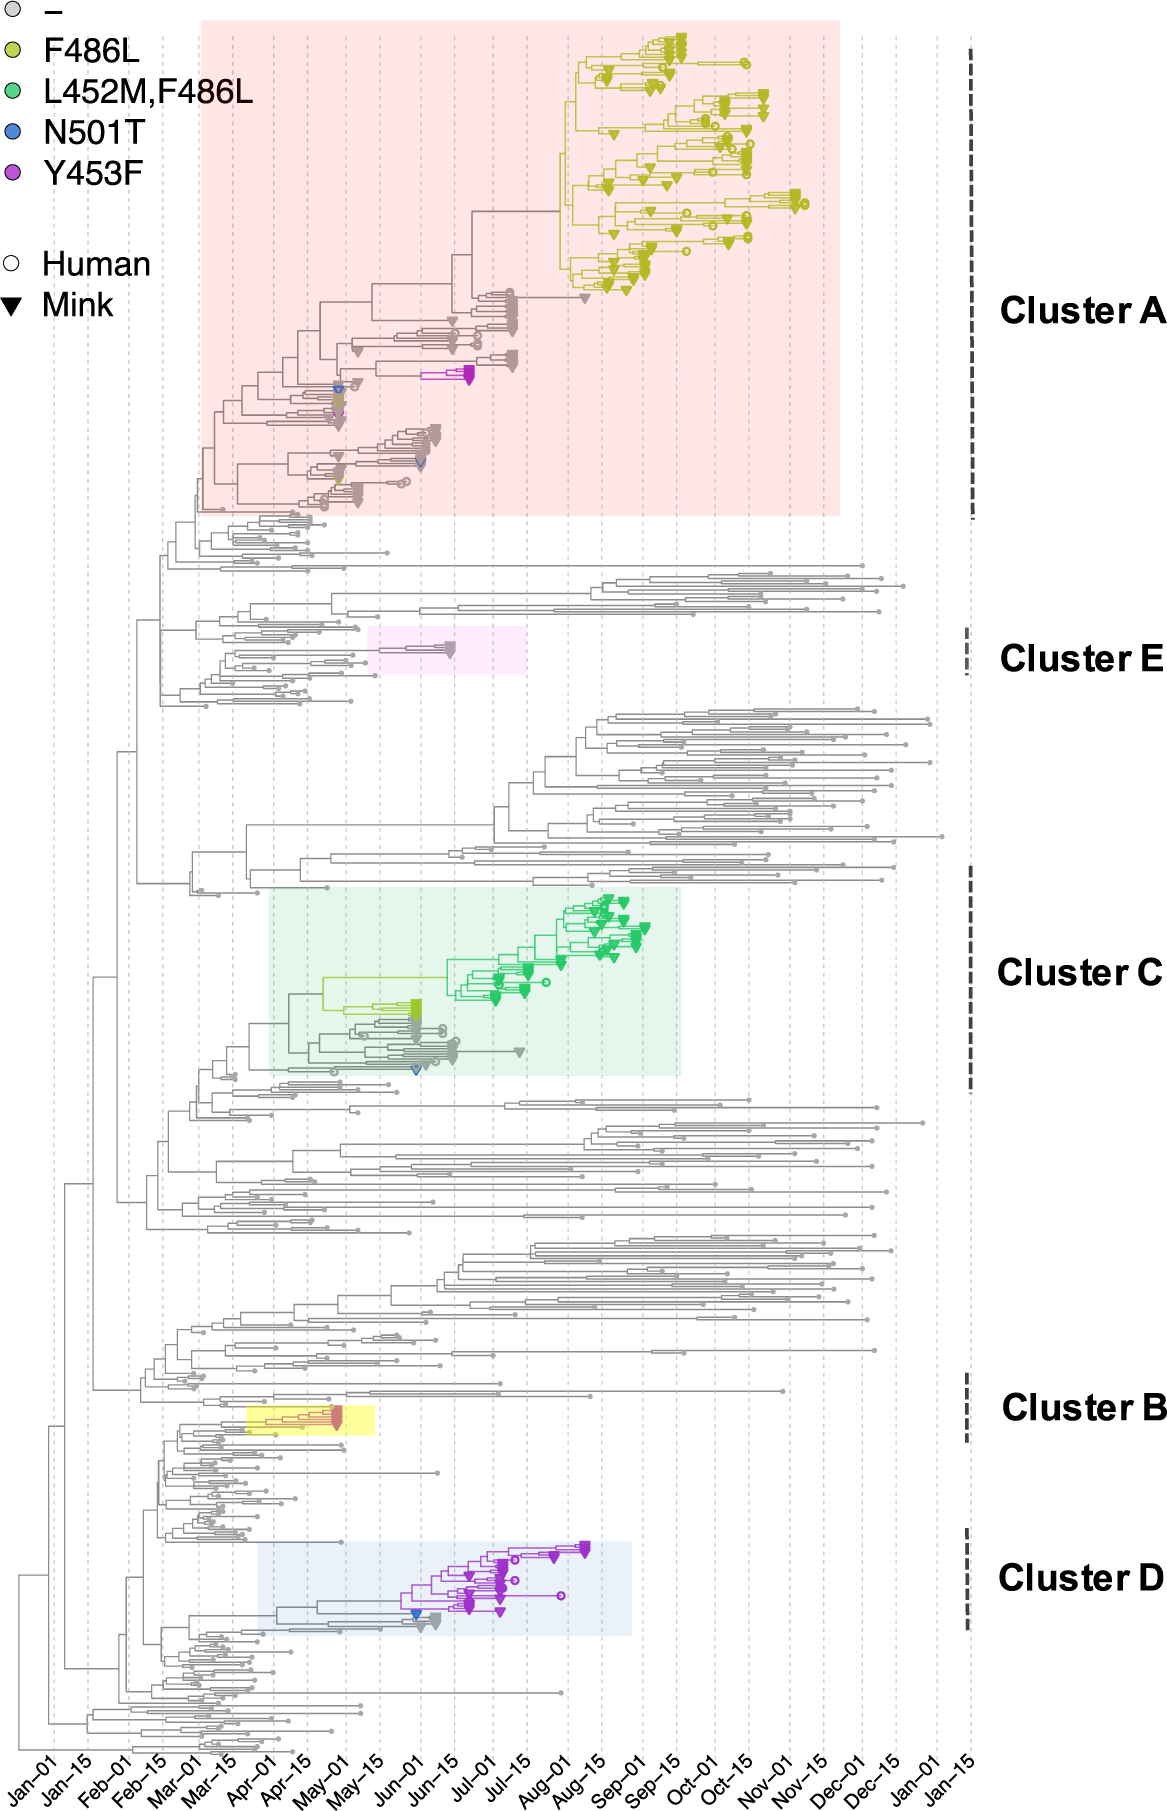 –
F486L
L452M,F486L
N501T
Y453F
Human
Mink
Cluster A
Cluster E
Cluster C
Cluster B
Cluster D
Jan–01
Jan–15
Feb–01
Feb–15
Mar–01
Mar–15
Apr–01
Apr–15
May–01
May–15
Jun–01
Jun–15
Jul–01
Jul–15
Aug–01
Aug–15
Sep–01
Sep–15
Oct–01
Oct–15
Nov–01
Nov–15
Dec–01
Dec–15
Jan–01
Jan–15